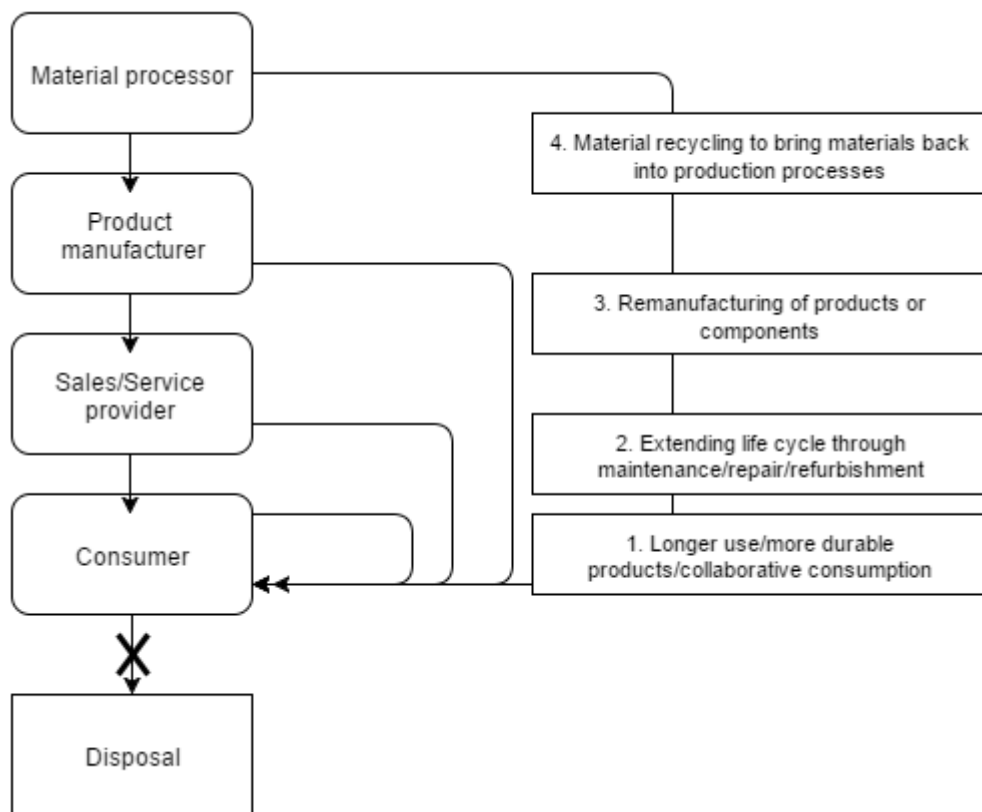 Material processor
4. Material recycling to bring materials back
into production processes
Product
manufacturer
3. Remanufacturing of products or
components
Sales/Service
provider
2. Extending life cycle through
maintenance/repair/refurbishment
Consumer
1. Longer use/more durable
products/collaborative consumption
Disposal